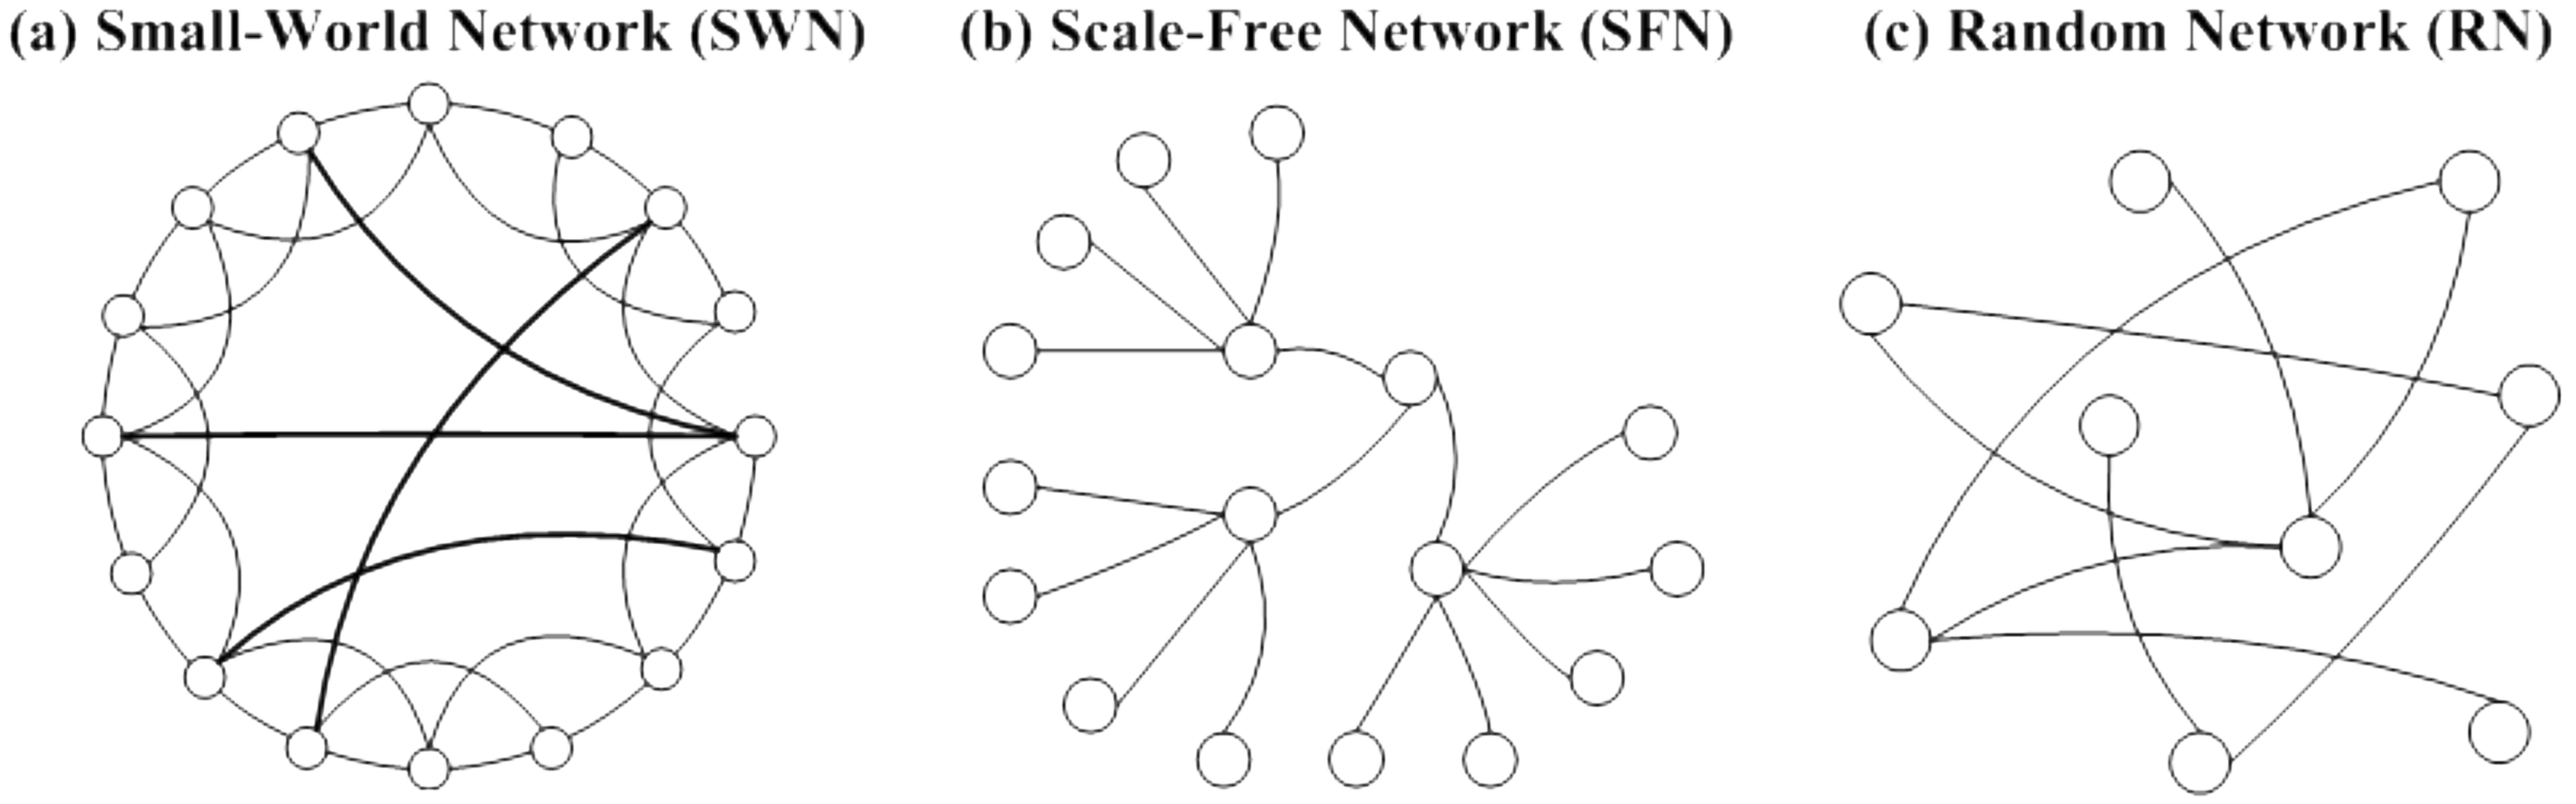 (a) Small-World Network (SWN)
(b) Scale-Free Network (SFN)
(c) Random Network (RN)